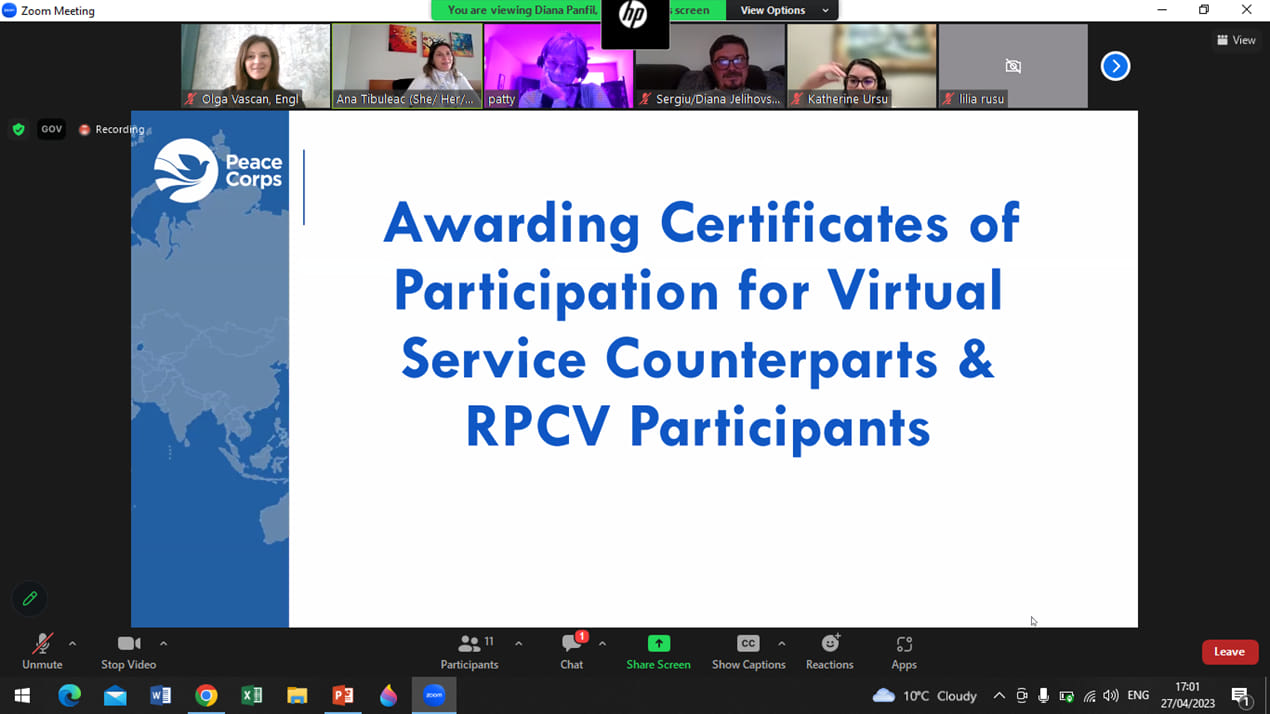 Zoom Meeting
You are viewing Diana Panfil,
s screen
View Options
hp
View
Olga Vascan, Engl
Ana Tibuleac (She/ Her/...
patty
Sergiu/Diana Jelihovs...
Katherine Ursu
lilia rusu
GOV
Recording
Peace
Corps
Awarding Certificates of
Participation for Virtual
Service Counterparts &
RPCV Participants
11
1
CC
Unmute
Stop Video
Participants
Chat
Share Screen
Show Captions
Reactions
Apps
Leave
zoom
10°C Cloudy
ENG
17:01
27/04/2023
1